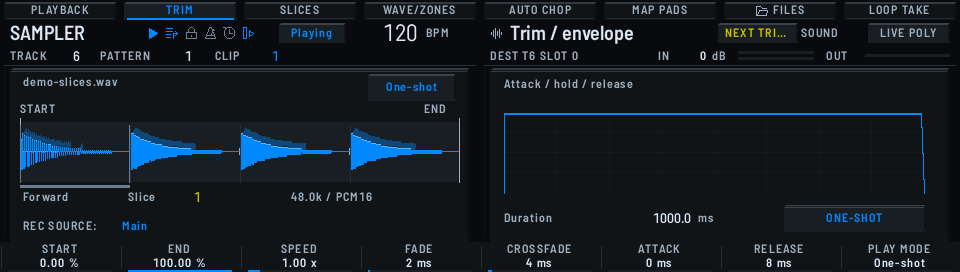 PLAYBACK TRIM SLICES WAVE/ZONES AUTO CHOP MAP PADS FILES LOOP TAKE
SAMPLER Playing 120 BPM Trim / envelope NEXT TRI... SOUND LIVE POLY
TRACK 6 PATTERN 1 CLIP 1 DEST T6 SLOT 0 IN 0 dB OUT
demo-slices.wav One-shot
START END
Forward Slice 1 48.0k / PCM16
REC SOURCE: Main
Attack / hold / release
Duration 1000.0 ms ONE-SHOT
START END SPEED FADE CROSSFADE ATTACK RELEASE PLAY MODE
0.00 % 100.00 % 1.00 x 2 ms 4 ms 0 ms 8 ms One-shot